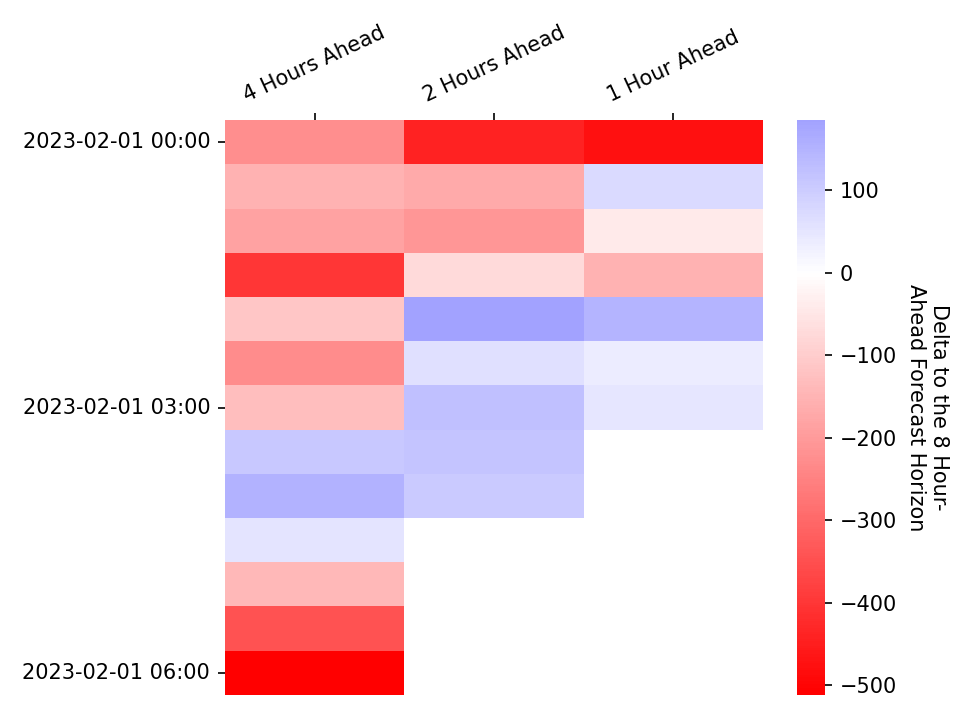 4 Hours Ahead
2 Hours Ahead
1 Hour Ahead
2023-02-01 00:00
2023-02-01 03:00
2023-02-01 06:00
100
0
−100
−200
−300
−400
−500
Delta to the 8 Hour-
Ahead Forecast Horizon